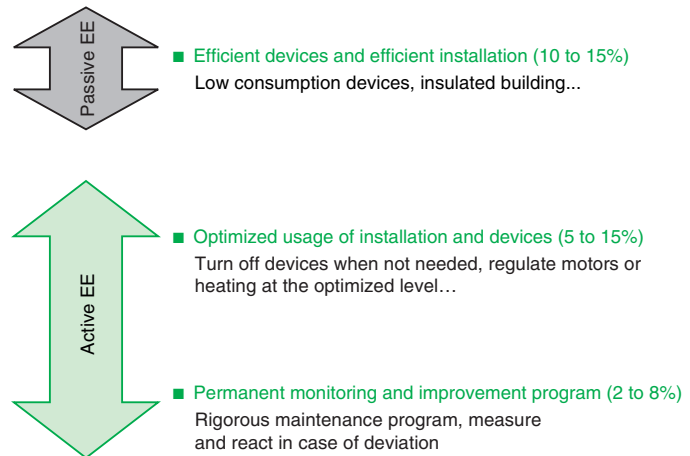 Passive EE
■ Efficient devices and efficient installation (10 to 15%)
Low consumption devices, insulated building...
Active EE
■ Optimized usage of installation and devices (5 to 15%)
Turn off devices when not needed, regulate motors or
heating at the optimized level…
■ Permanent monitoring and improvement program (2 to 8%)
Rigorous maintenance program, measure
and react in case of deviation